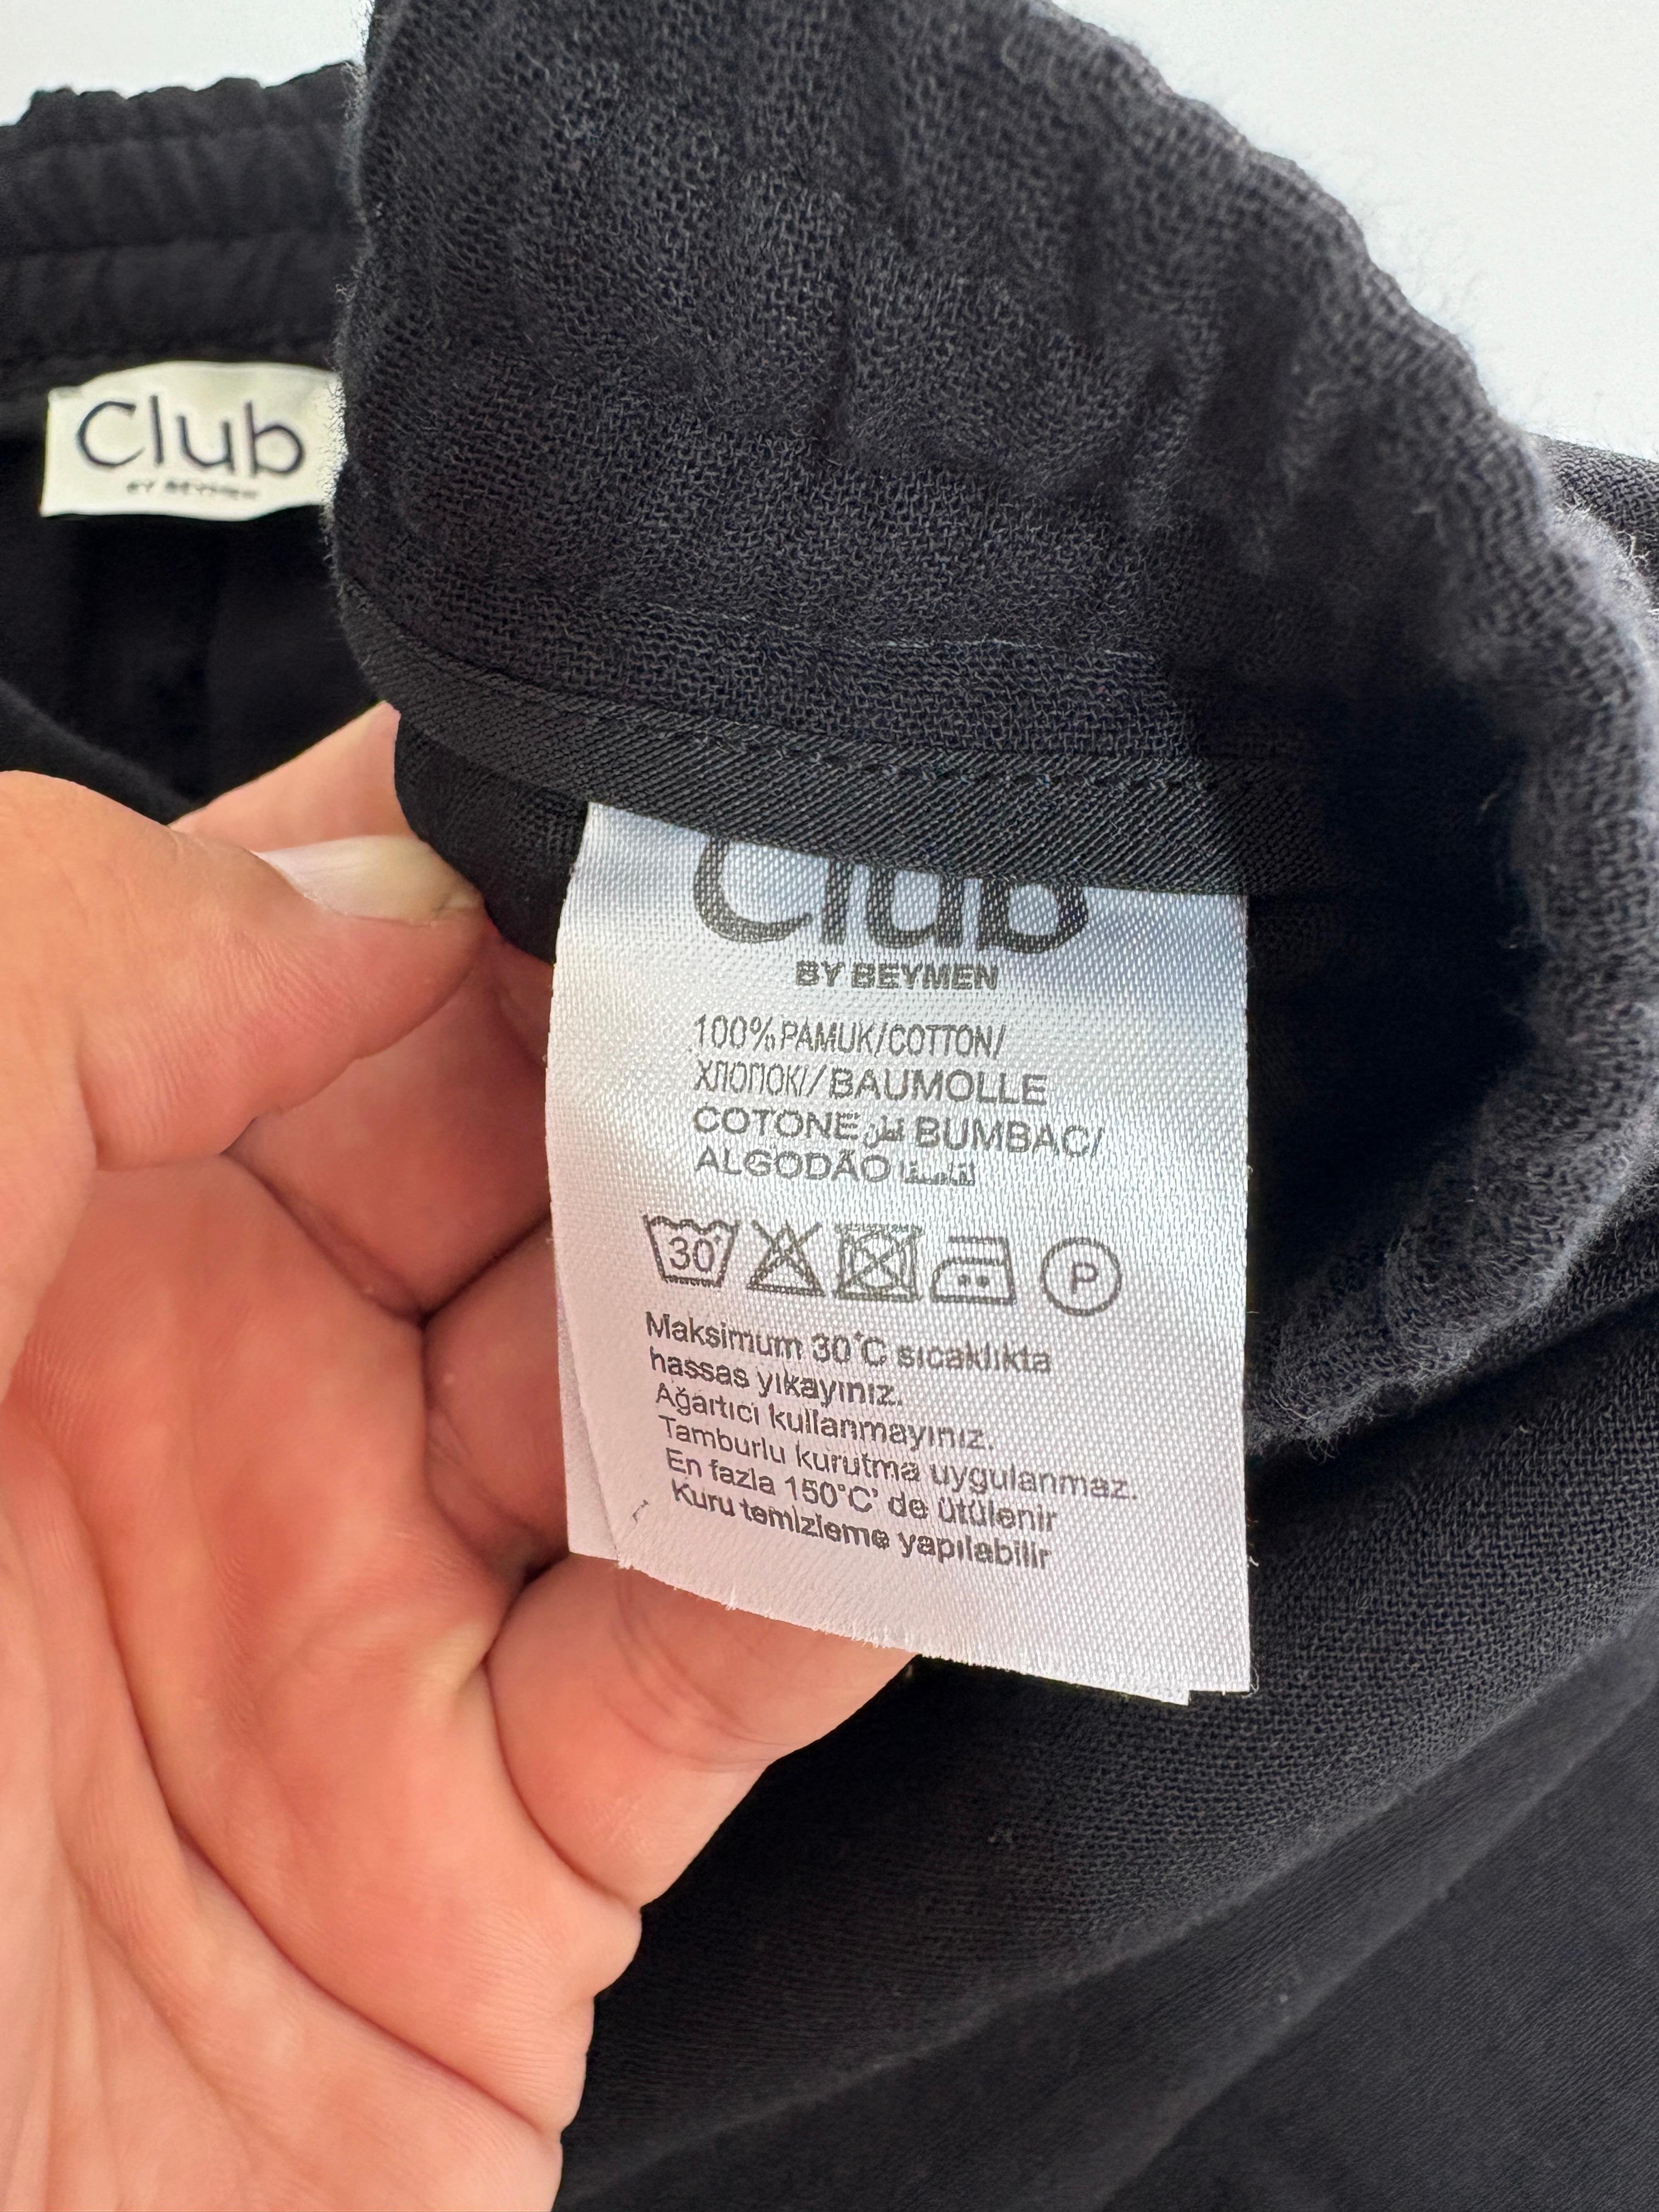 Club
BY BEYMEN
Club
BY BEYMEN
100% PAMUK/COTTON/
ХЛОПОК//BAUMOLLE
COTONE قطن BUMBAC/
ALGODÃO
30°
P
Maksimum 30°C sıcaklıkta
hassas yıkayınız.
Ağartıcı kullanmayınız.
Tamburlu kurutma uygulanmaz.
En fazla 150°C' de ütülenir
Kuru temizleme yapılabilir